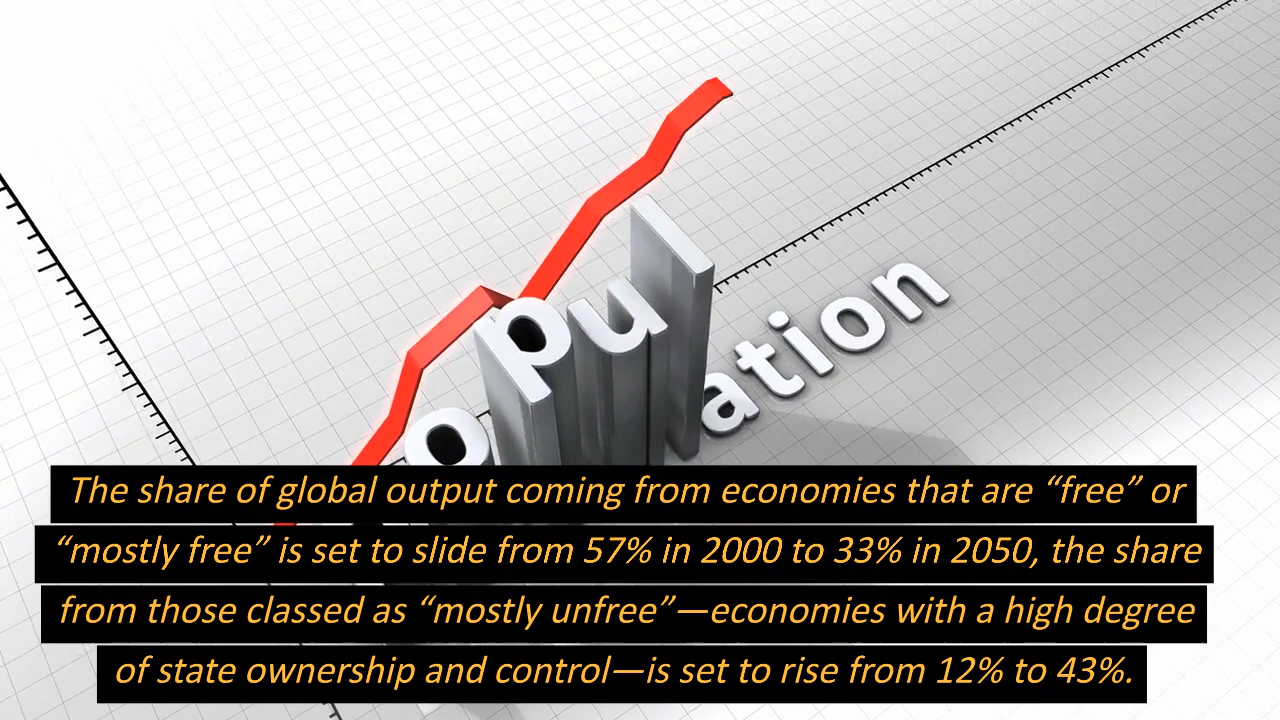 opulation
The share of global output coming from economies that are “free” or
“mostly free” is set to slide from 57% in 2000 to 33% in 2050, the share
from those classed as “mostly unfree”—economies with a high degree
of state ownership and control—is set to rise from 12% to 43%.